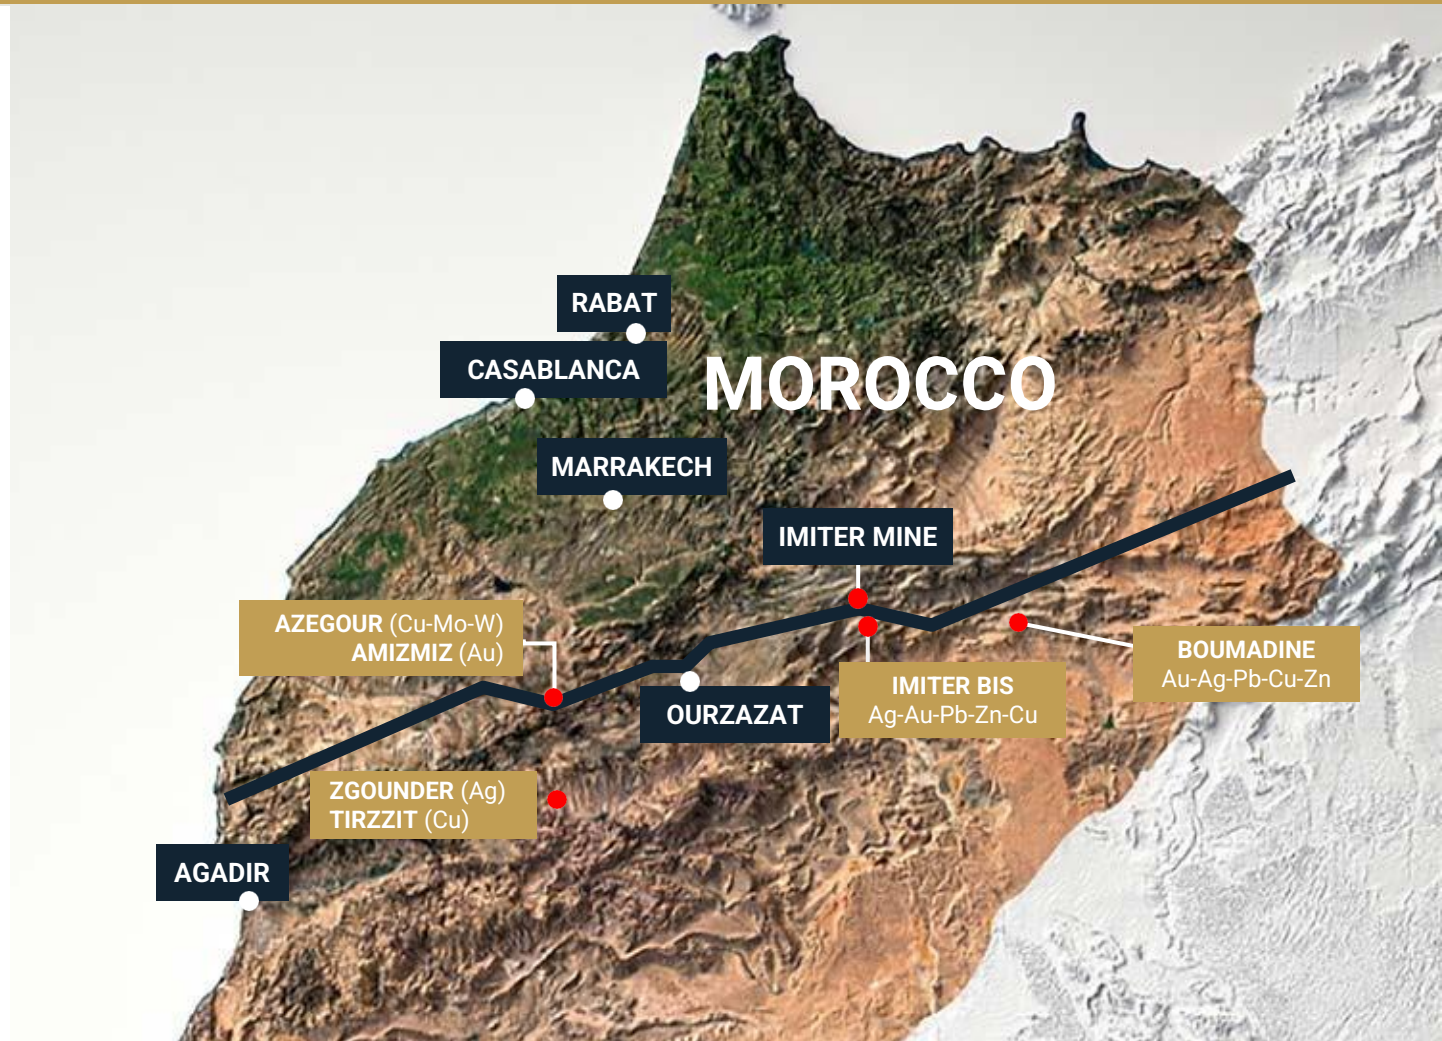 RABAT
CASABLANCA
MOROCCO
MARRAKECH
IMITER MINE
AZEGOUR (Cu-Mo-W)
AMIZMIZ (Au)
BOUMADINE
Au-Ag-Pb-Cu-Zn
IMITER BIS
Ag-Au-Pb-Zn-Cu
OURZAZAT
ZGOUNDER (Ag)
TIRZZIT (Cu)
AGADIR